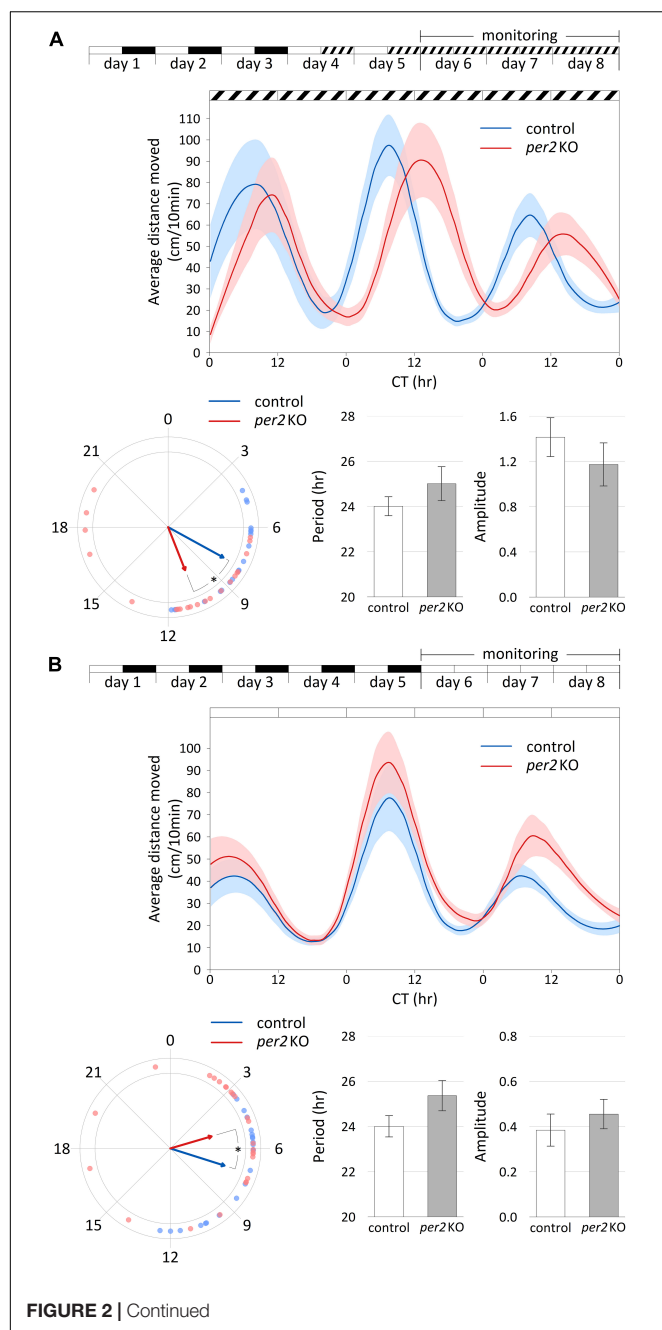 A
monitoring
day 1 day 2 day 3 day 4 day 5 day 6 day 7 day 8
control
per2 KO
Average distance moved
(cm/10min)
110
100
90
80
70
60
50
40
30
20
10
0
0 12 0 12 0 12 0
CT (hr)
control
per2 KO
0
3
6
9
12
15
18
21
*
Period (hr)
28
26
24
22
20
control per2 KO
Amplitude
1.6
1.2
0.8
0.4
0.0
control per2 KO
B
monitoring
day 1 day 2 day 3 day 4 day 5 day 6 day 7 day 8
control
per2 KO
Average distance moved
(cm/10min)
100
90
80
70
60
50
40
30
20
10
0
0 12 0 12 0 12 0
CT (hr)
control
per2 KO
0
3
6
9
12
15
18
21
*
Period (hr)
28
26
24
22
20
control per2 KO
Amplitude
0.8
0.6
0.4
0.2
0.0
control per2 KO
FIGURE 2 | Continued